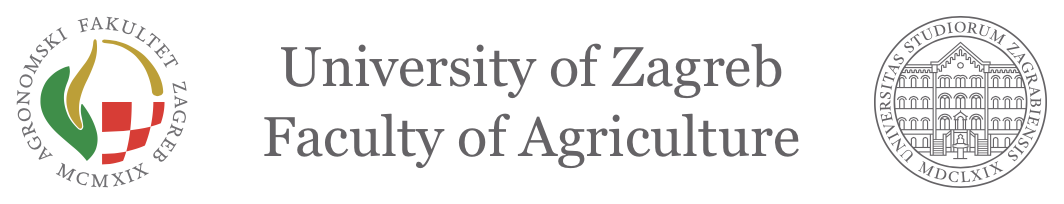 AGRONOMSKI FAKULTET ZAGREB
MCMXIX
University of Zagreb
Faculty of Agriculture
UNIVERSITAS STUDIORUM ZAGRABIENSIS
MDCLXIX